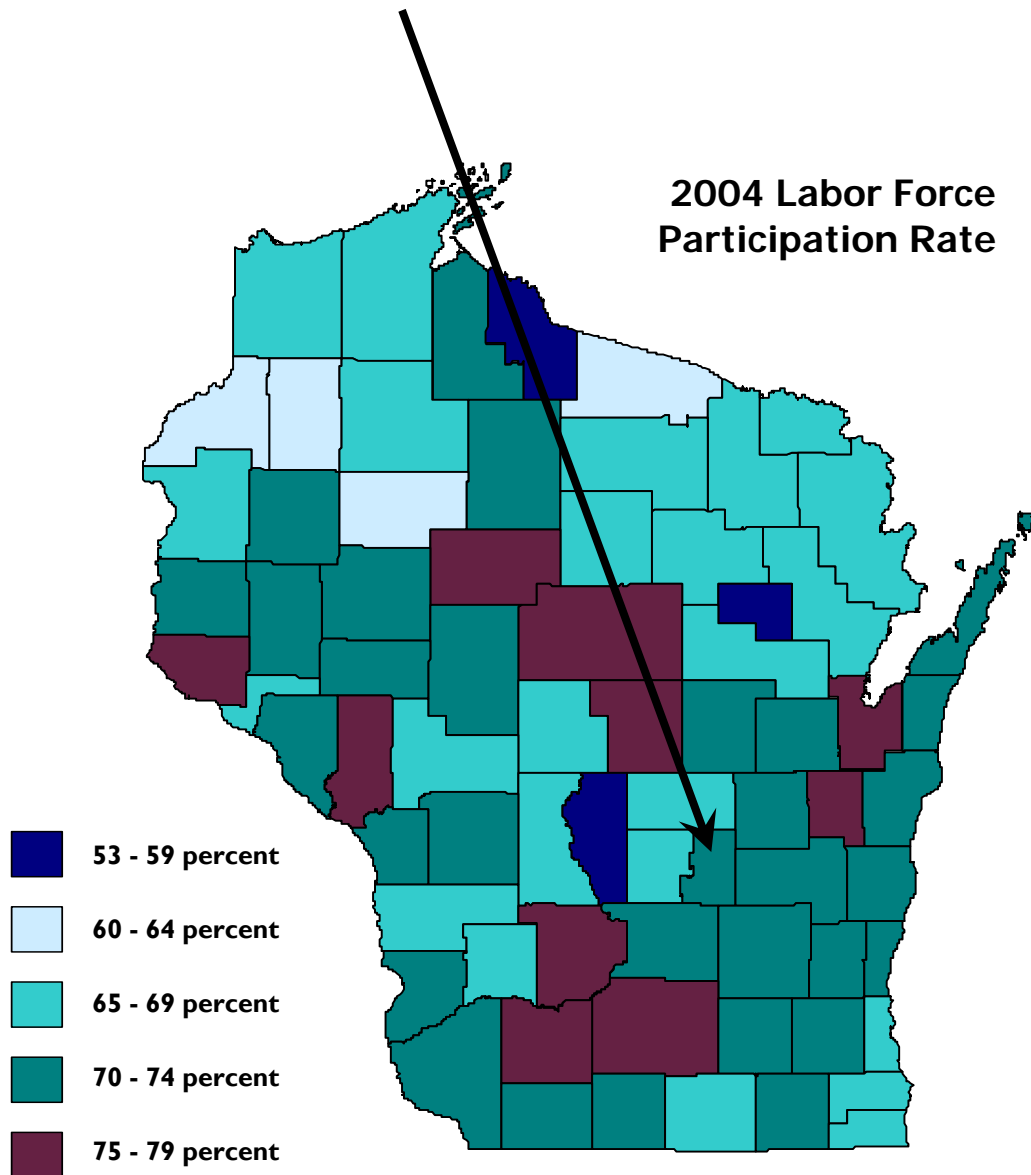 2004 Labor Force
Participation Rate
53 - 59 percent
60 - 64 percent
65 - 69 percent
70 - 74 percent
75 - 79 percent